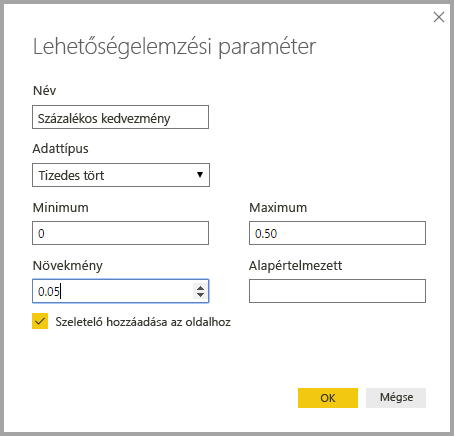 Lehetőségelemzési paraméter
Név
Százalékos kedvezmény
Adattípus
Tizedes tört
Minimum
Maximum
0
0.50
Növekmény
Alapértelmezett
0.05
Szeletelő hozzáadása az oldalhoz
OK
Mégse